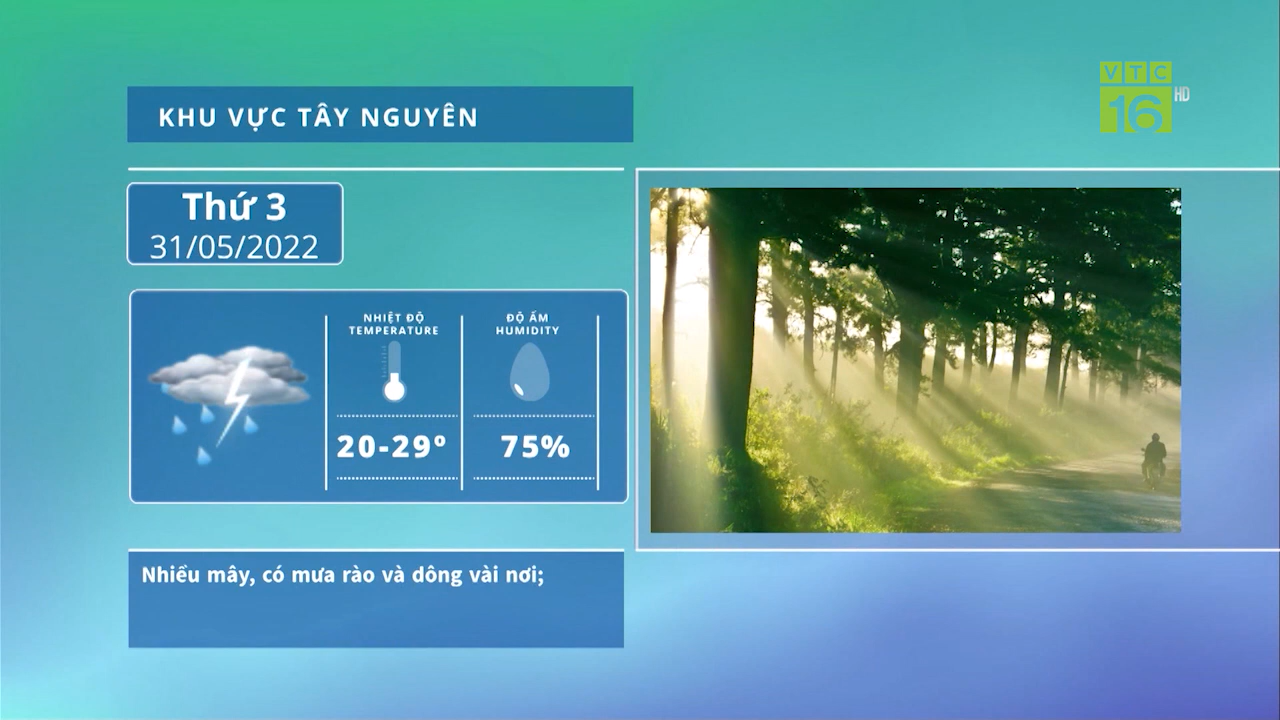 KHU VỰC TÂY NGUYÊN
VTC
16 HD
Thứ 3
31/05/2022
NHIỆT ĐỘ
TEMPERATURE
20-29º
ĐỘ ẨM
HUMIDITY
75%
Nhiều mây, có mưa rào và dông vài nơi;